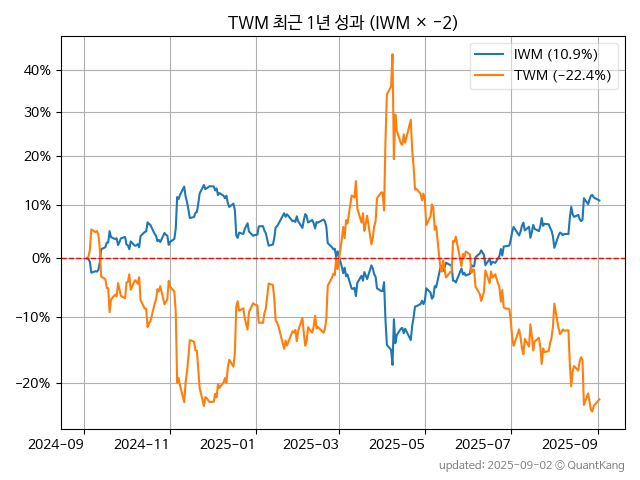 TWM 최근 1년 성과 (IWM × −2)
IWM (10.9%)
TWM (−22.4%)
40%
30%
20%
10%
0%
−10%
−20%
2024-09 2024-11 2025-01 2025-03 2025-05 2025-07 2025-09
updated: 2025-09-02 © QuantKang